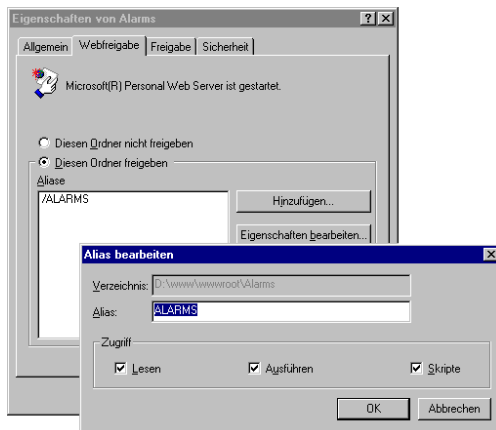 Eigenschaften von Alarms
Allgemein Webfreigabe Freigabe Sicherheit
Microsoft(R) Personal Web Server ist gestartet.
Diesen Ordner nicht freigeben
Diesen Ordner freigeben
Aliase
/ALARMS
Hinzufügen...
Eigenschaften bearbeiten...
Alias bearbeiten
Verzeichnis: D:\www\wwwroot\Alarms
Alias: ALARMS
Zugriff
Lesen Ausführen Skripte
OK Abbrechen